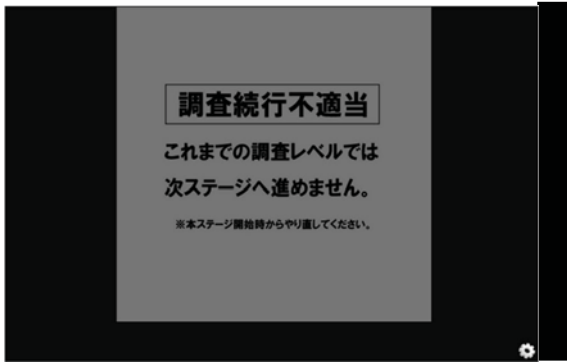 調査続行不適当
これまでの調査レベルでは
次ステージへ進めません。
※本ステージ開始時からやり直してください。